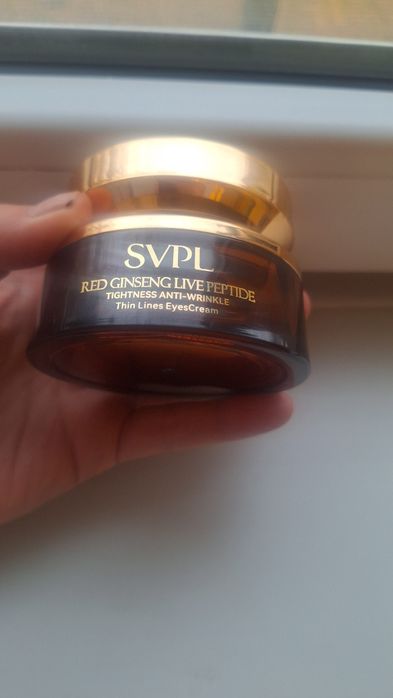 SVPL
RED GINSENG LIVE PEPTIDE
TIGHTNESS ANTI-WRINKLE
Thin Lines EyesCream